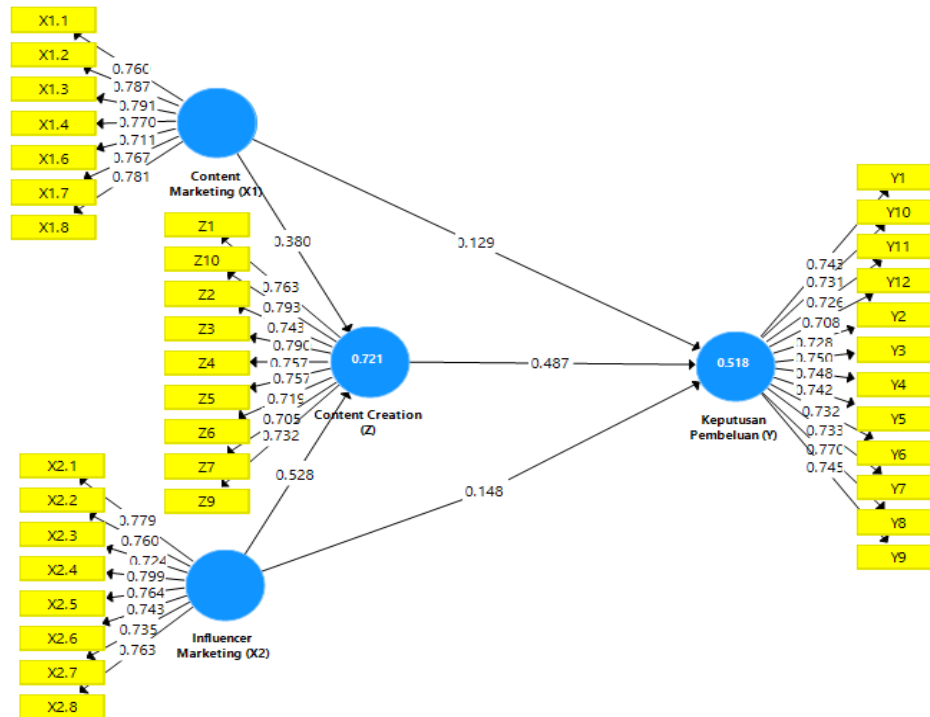 X1.1
X1.2
X1.3
X1.4
X1.6
X1.7
X1.8
0.760
0.787
0.791
0.770
0.711
0.767
0.781
Content
Marketing (X1)
0.380
0.129
Z1
Z10
Z2
Z3
Z4
Z5
Z6
Z7
Z9
0.763
0.793
0.743
0.790
0.757
0.757
0.719
0.705
0.732
0.721
Content Creation
(Z)
0.487
0.528
0.148
X2.1
X2.2
X2.3
X2.4
X2.5
X2.6
X2.7
X2.8
0.779
0.760
0.724
0.799
0.764
0.743
0.735
0.763
Influencer
Marketing (X2)
0.518
Keputusan
Pembeluan (Y)
0.743
0.731
0.726
0.708
0.728
0.750
0.748
0.742
0.732
0.733
0.770
0.745
Y1
Y10
Y11
Y12
Y2
Y3
Y4
Y5
Y6
Y7
Y8
Y9